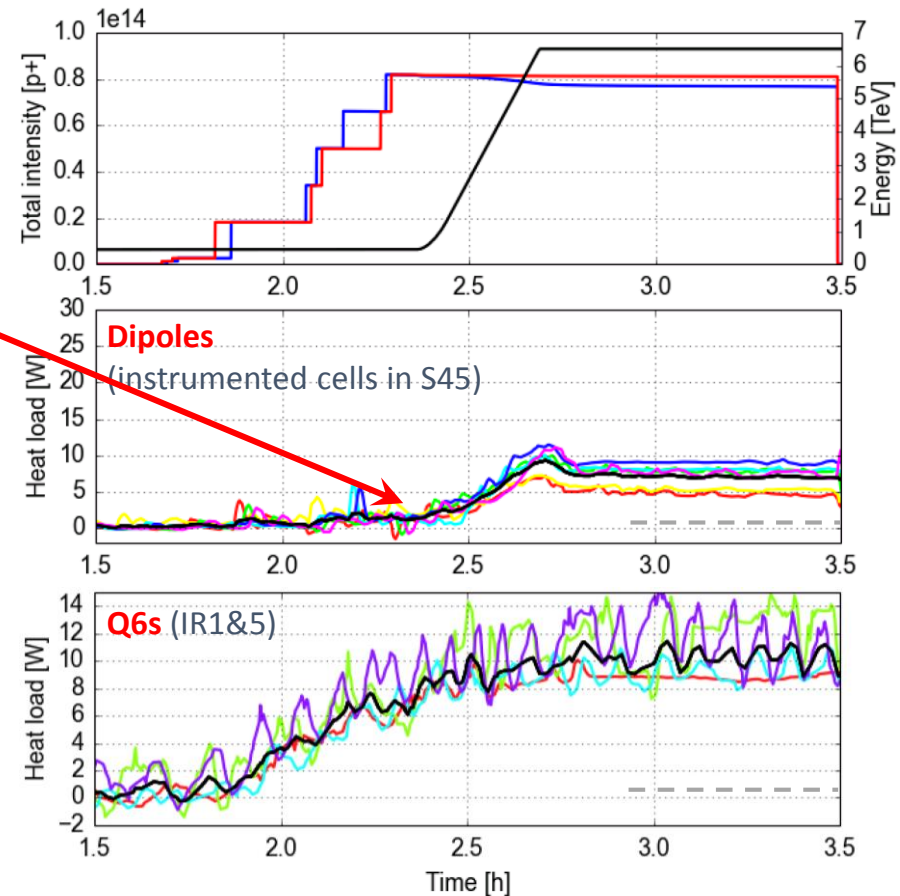 1e14
1.0
0.8
0.6
0.4
0.2
0.0
Total intensity [p+]
7
6
5
4
3
2
1
0
Energy [TeV]
1.5 2.0 2.5 3.0 3.5
30
25
20
15
10
5
0
Heat load [W]
Dipoles
(instrumented cells in S45)
1.5 2.0 2.5 3.0 3.5
14
12
10
8
6
4
2
0
−2
Heat load [W]
Q6s (IR1&5)
1.5 2.0 2.5 3.0 3.5
Time [h]